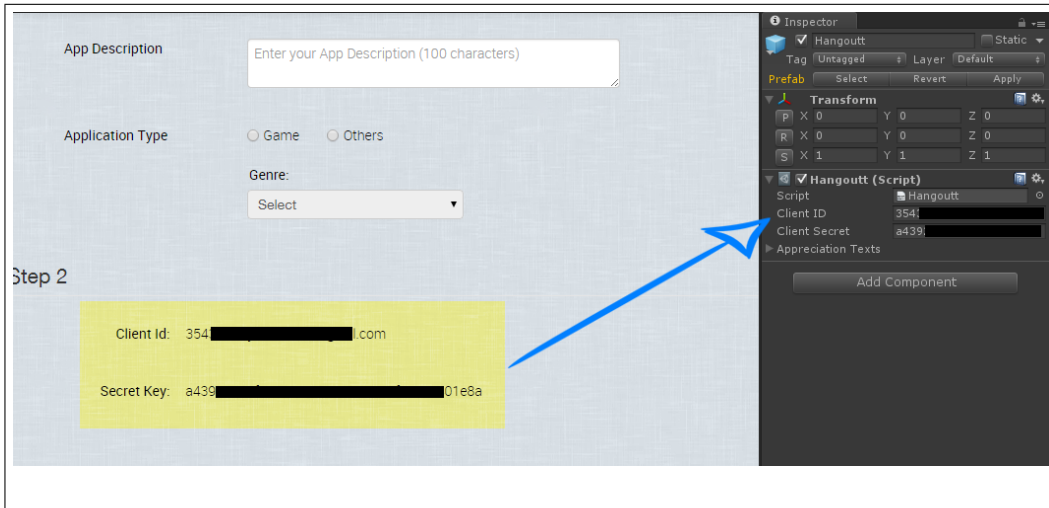 App Description
Enter your App Description (100 characters)
Application Type
Game Others
Genre:
Select
Step 2
Client Id: 354 l.com
Secret Key: a439 01e8a
Inspector
Hangoutt Static
Tag Untagged Layer Default
Prefab Select Revert Apply
Transform
P X 0 Y 0 Z 0
R X 0 Y 0 Z 0
S X 1 Y 1 Z 1
Hangoutt (Script)
Script Hangoutt
Client ID 354
Client Secret a439
Appreciation Texts
Add Component